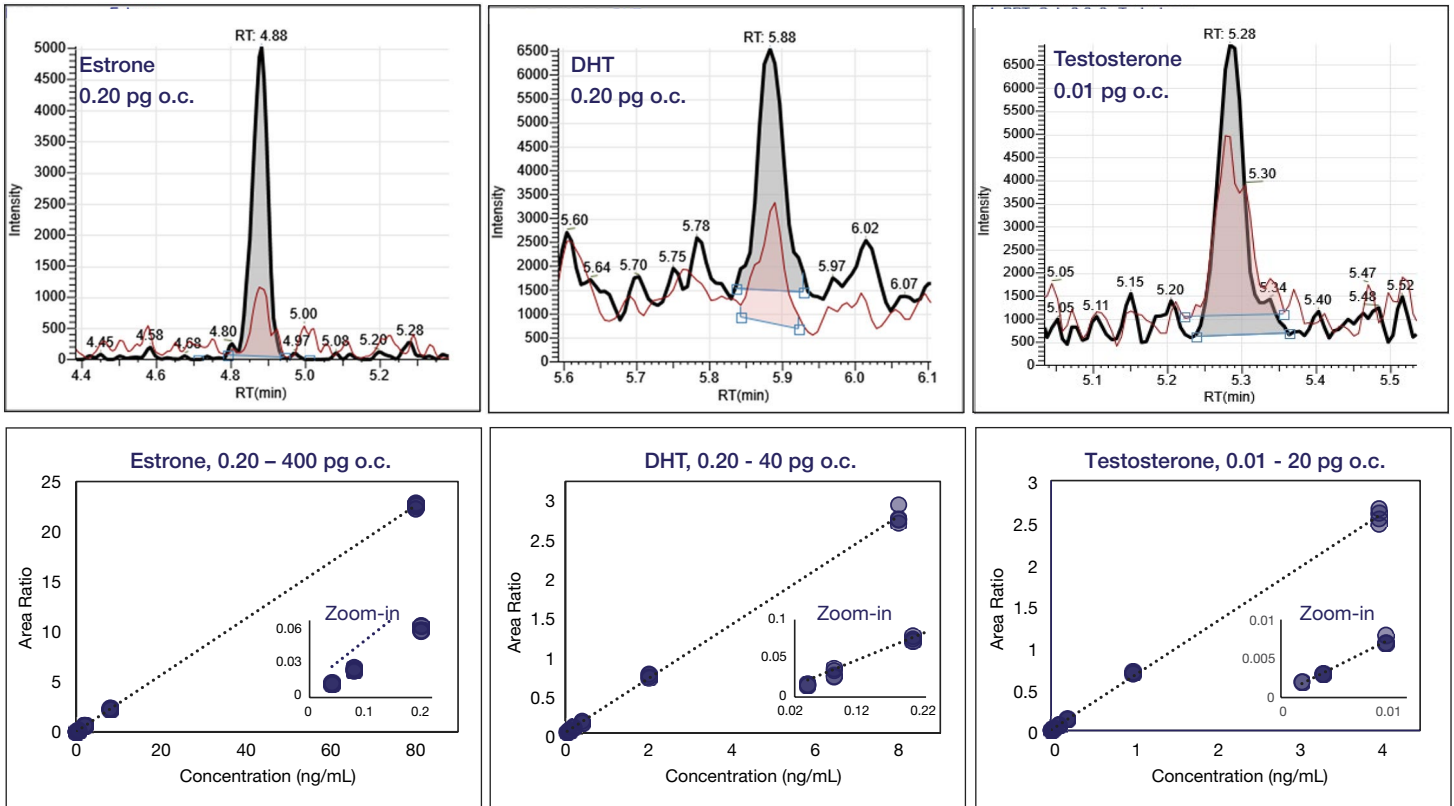 RT: 4.88
Estrone
0.20 pg o.c.
5000
4500
4000
3500
3000
2500
2000
1500
1000
500
0
Intensity
4.45
4.58
4.68
4.80
4.97
5.00
5.08
5.20
5.28
4.4 4.6 4.8 5.0 5.2
RT(min)
RT: 5.88
DHT
0.20 pg o.c.
6500
6000
5500
5000
4500
4000
3500
3000
2500
2000
1500
1000
500
0
Intensity
5.60
5.64
5.70
5.75
5.78
5.97
6.02
6.07
5.6 5.7 5.8 5.9 6.0 6.1
RT(min)
RT: 5.28
Testosterone
0.01 pg o.c.
6500
6000
5500
5000
4500
4000
3500
3000
2500
2000
1500
1000
500
0
Intensity
5.05
5.05
5.11
5.15
5.20
5.30
5.34
5.40
5.47
5.48
5.52
5.1 5.2 5.3 5.4 5.5
RT(min)
Estrone, 0.20 – 400 pg o.c.
25
20
15
10
5
0
Area Ratio
Zoom-in
0.06
0.03
0
0 0.1 0.2
0 20 40 60 80
Concentration (ng/mL)
DHT, 0.20 - 40 pg o.c.
3
2.5
2
1.5
1
0.5
0
Area Ratio
Zoom-in
0.1
0.05
0
0.02 0.12 0.22
0 2 4 6 8
Concentration (ng/mL)
Testosterone, 0.01 - 20 pg o.c.
3
2.5
2
1.5
1
0.5
0
Area Ratio
Zoom-in
0.01
0.005
0
0 0.01
0 1 2 3 4
Concentration (ng/mL)